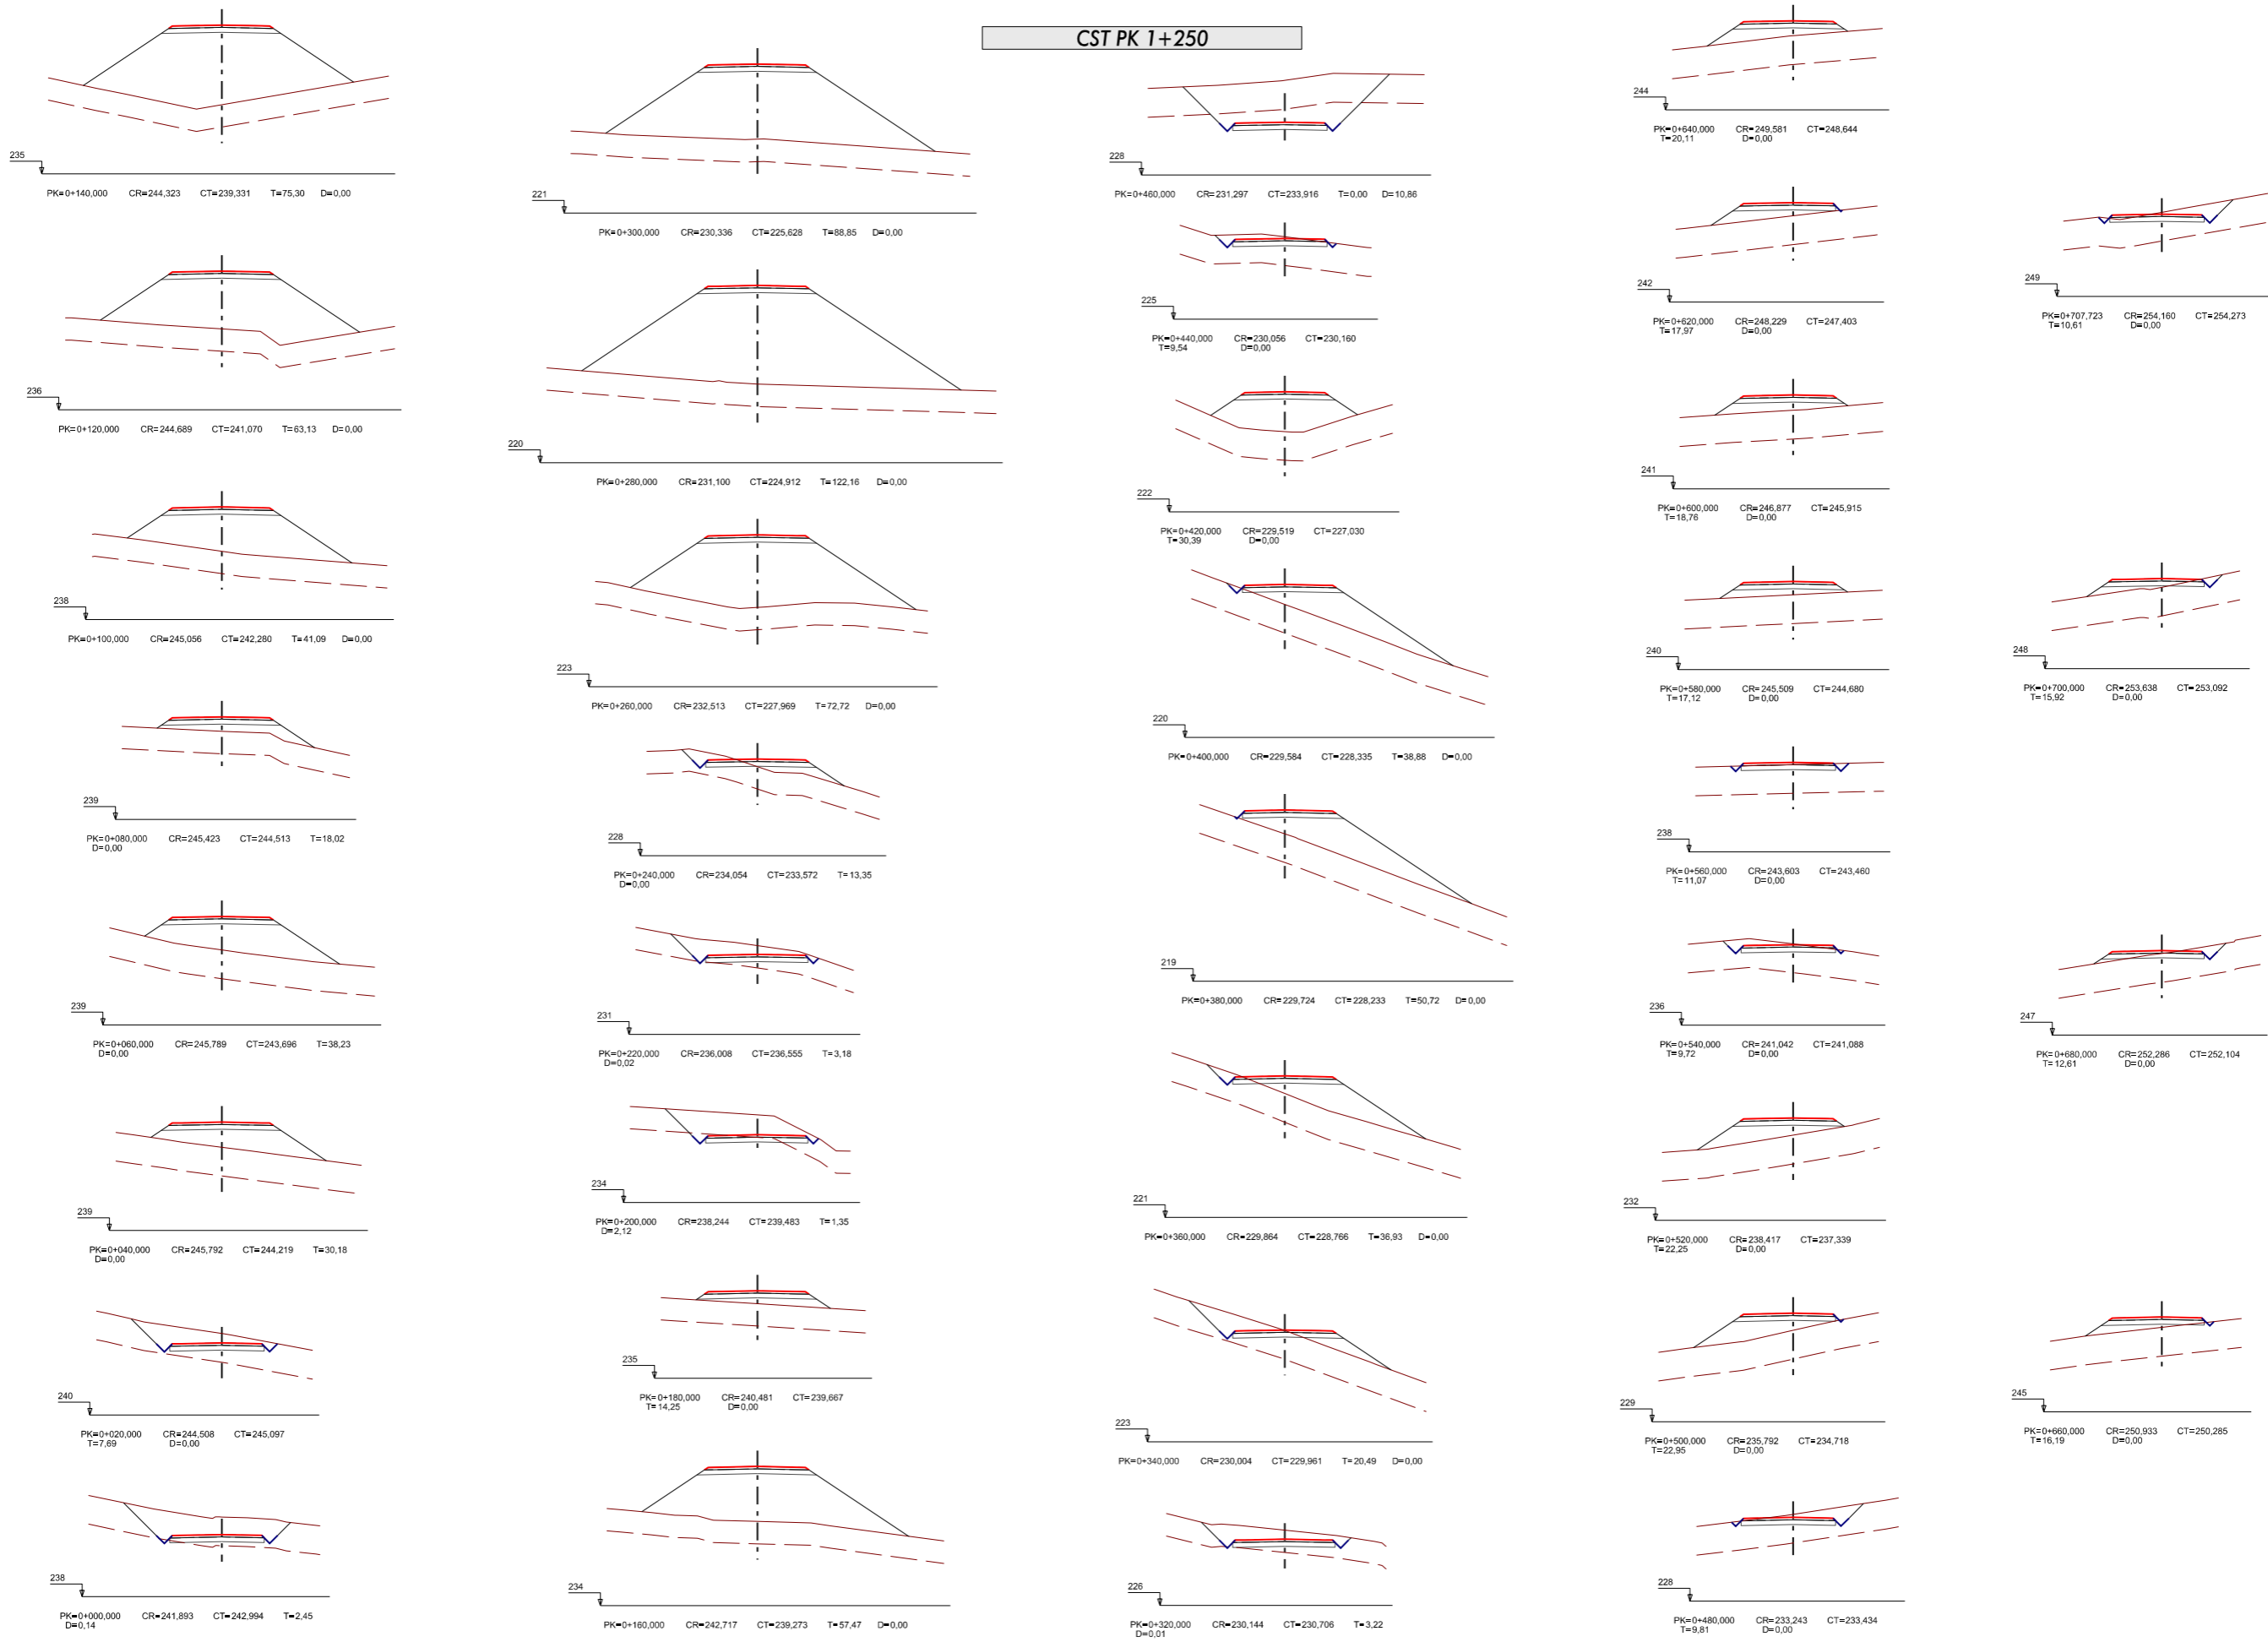 CST PK 1+250
235
PK=0+140,000 CR=244,323 CT=239,331 T=75,30 D=0,00
236
PK=0+120,000 CR=244,689 CT=241,070 T=63,13 D=0,00
238
PK=0+100,000 CR=245,056 CT=242,280 T=41,09 D=0,00
239
PK=0+080,000 CR=245,423 CT=244,513 T=18,02
D=0,00
239
PK=0+060,000 CR=245,789 CT=243,696 T=38,23
D=0,00
239
PK=0+040,000 CR=245,792 CT=244,219 T=30,18
D=0,00
240
PK=0+020,000 CR=244,508 CT=245,097
T=7,69 D=0,00
238
PK=0+000,000 CR=241,893 CT=242,994 T=2,45
D=0,14
221
PK=0+300,000 CR=230,336 CT=225,628 T=88,85 D=0,00
220
PK=0+280,000 CR=231,100 CT=224,912 T=122,16 D=0,00
223
PK=0+260,000 CR=232,513 CT=227,969 T=72,72 D=0,00
228
PK=0+240,000 CR=234,054 CT=233,572 T=13,35
D=0,00
231
PK=0+220,000 CR=236,008 CT=236,555 T=3,18
D=0,02
234
PK=0+200,000 CR=238,244 CT=239,483 T=1,35
D=2,12
235
PK=0+180,000 CR=240,481 CT=239,667
T=14,25 D=0,00
234
PK=0+160,000 CR=242,717 CT=239,273 T=57,47 D=0,00
228
PK=0+460,000 CR=231,297 CT=233,916 T=0,00 D=10,86
225
PK=0+440,000 CR=230,056 CT=230,160
T=9,54 D=0,00
222
PK=0+420,000 CR=229,519 CT=227,030
T=30,39 D=0,00
220
PK=0+400,000 CR=229,584 CT=228,335 T=38,88 D=0,00
219
PK=0+380,000 CR=229,724 CT=228,233 T=50,72 D=0,00
221
PK=0+360,000 CR=229,864 CT=228,766 T=36,93 D=0,00
223
PK=0+340,000 CR=230,004 CT=229,961 T=20,49 D=0,00
226
PK=0+320,000 CR=230,144 CT=230,706 T=3,22
D=0,01
244
PK=0+640,000 CR=249,581 CT=248,644
T=20,11 D=0,00
242
PK=0+620,000 CR=248,229 CT=247,403
T=17,97 D=0,00
241
PK=0+600,000 CR=246,877 CT=245,915
T=18,76 D=0,00
240
PK=0+580,000 CR=245,509 CT=244,680
T=17,12 D=0,00
238
PK=0+560,000 CR=243,603 CT=243,460
T=11,07 D=0,00
236
PK=0+540,000 CR=241,042 CT=241,088
T=9,72 D=0,00
232
PK=0+520,000 CR=238,417 CT=237,339
T=22,25 D=0,00
229
PK=0+500,000 CR=235,792 CT=234,718
T=22,95 D=0,00
228
PK=0+480,000 CR=233,243 CT=233,434
T=9,81 D=0,00
249
PK=0+707,723 CR=254,160 CT=254,273
T=10,61 D=0,00
248
PK=0+700,000 CR=253,638 CT=253,092
T=15,92 D=0,00
247
PK=0+680,000 CR=252,286 CT=252,104
T=12,61 D=0,00
245
PK=0+660,000 CR=250,933 CT=250,285
T=16,19 D=0,00